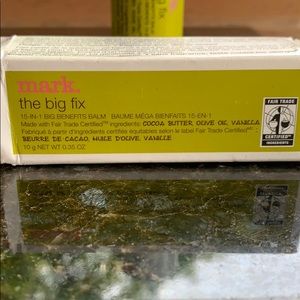 g fix
mark.
the big fix
15-IN-1 BIG BENEFITS BALM BAUME MÉGA BIENFAITS 15-EN-1
Made with Fair Trade Certified™ ingredients: COCOA BUTTER, OLIVE OIL, VANILLA
Fabriqué à partir d'ingrédients certifiés équitables selon le label Fair Trade Certified™:
BEURRE DE CACAO, HUILE D'OLIVE, VANILLE
10 g NET WT 0.35 OZ
FAIR TRADE
CERTIFIED
INGREDIENTS